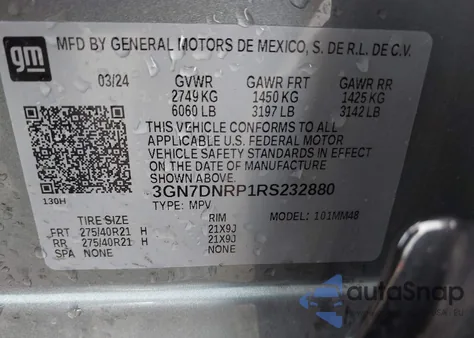 gm
MFD BY GENERAL MOTORS DE MEXICO, S. DE R.L. DE C.V.
03/24 GVWR GAWR FRT GAWR RR
2749 KG 1450 KG 1425 KG
6060 LB 3197 LB 3142 LB
THIS VEHICLE CONFORMS TO ALL
APPLICABLE U.S. FEDERAL MOTOR
VEHICLE SAFETY STANDARDS IN EFFECT
ON THE DATE OF MANUFACTURE
SHOWN ABOVE.
3GN7DNRP1RS232880
130H TYPE: MPV MODEL: 101MM48
TIRE SIZE RIM
FRT 275/40R21 H 21X9J
RR 275/40R21 H 21X9J
SPA NONE NONE
autoSnap